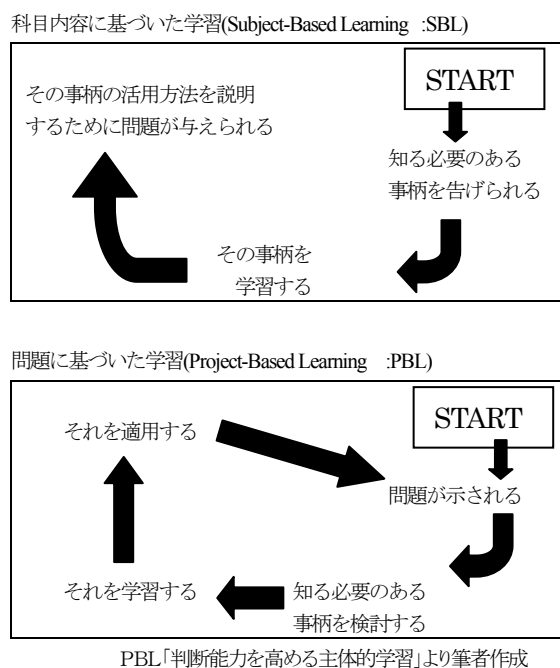 科目内容に基づいた学習(Subject-Based Learning :SBL)
START
知る必要のある
事柄を告げられる
その事柄を
学習する
その事柄の活用方法を説明
するために問題が与えられる
問題に基づいた学習(Project-Based Learning :PBL)
START
問題が示される
知る必要のある
事柄を検討する
それを学習する
それを適用する
PBL「判断能力を高める主体的学習」より筆者作成